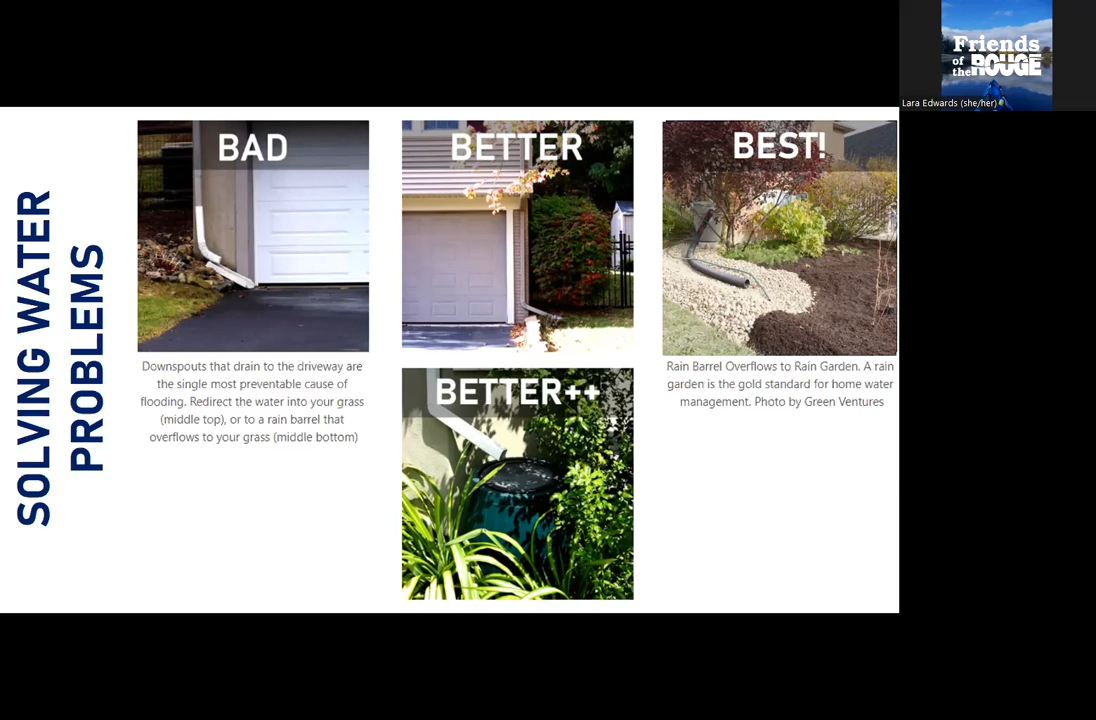 SOLVING WATER
PROBLEMS
BAD
Downspouts that drain to the driveway are
the single most preventable cause of
flooding. Redirect the water into your grass
(middle top), or to a rain barrel that
overflows to your grass (middle bottom)
BETTER
BETTER++
BEST!
Rain Barrel Overflows to Rain Garden. A rain
garden is the gold standard for home water
management. Photo by Green Ventures
Friends
of
the ROUGE
Lara Edwards (she/her)